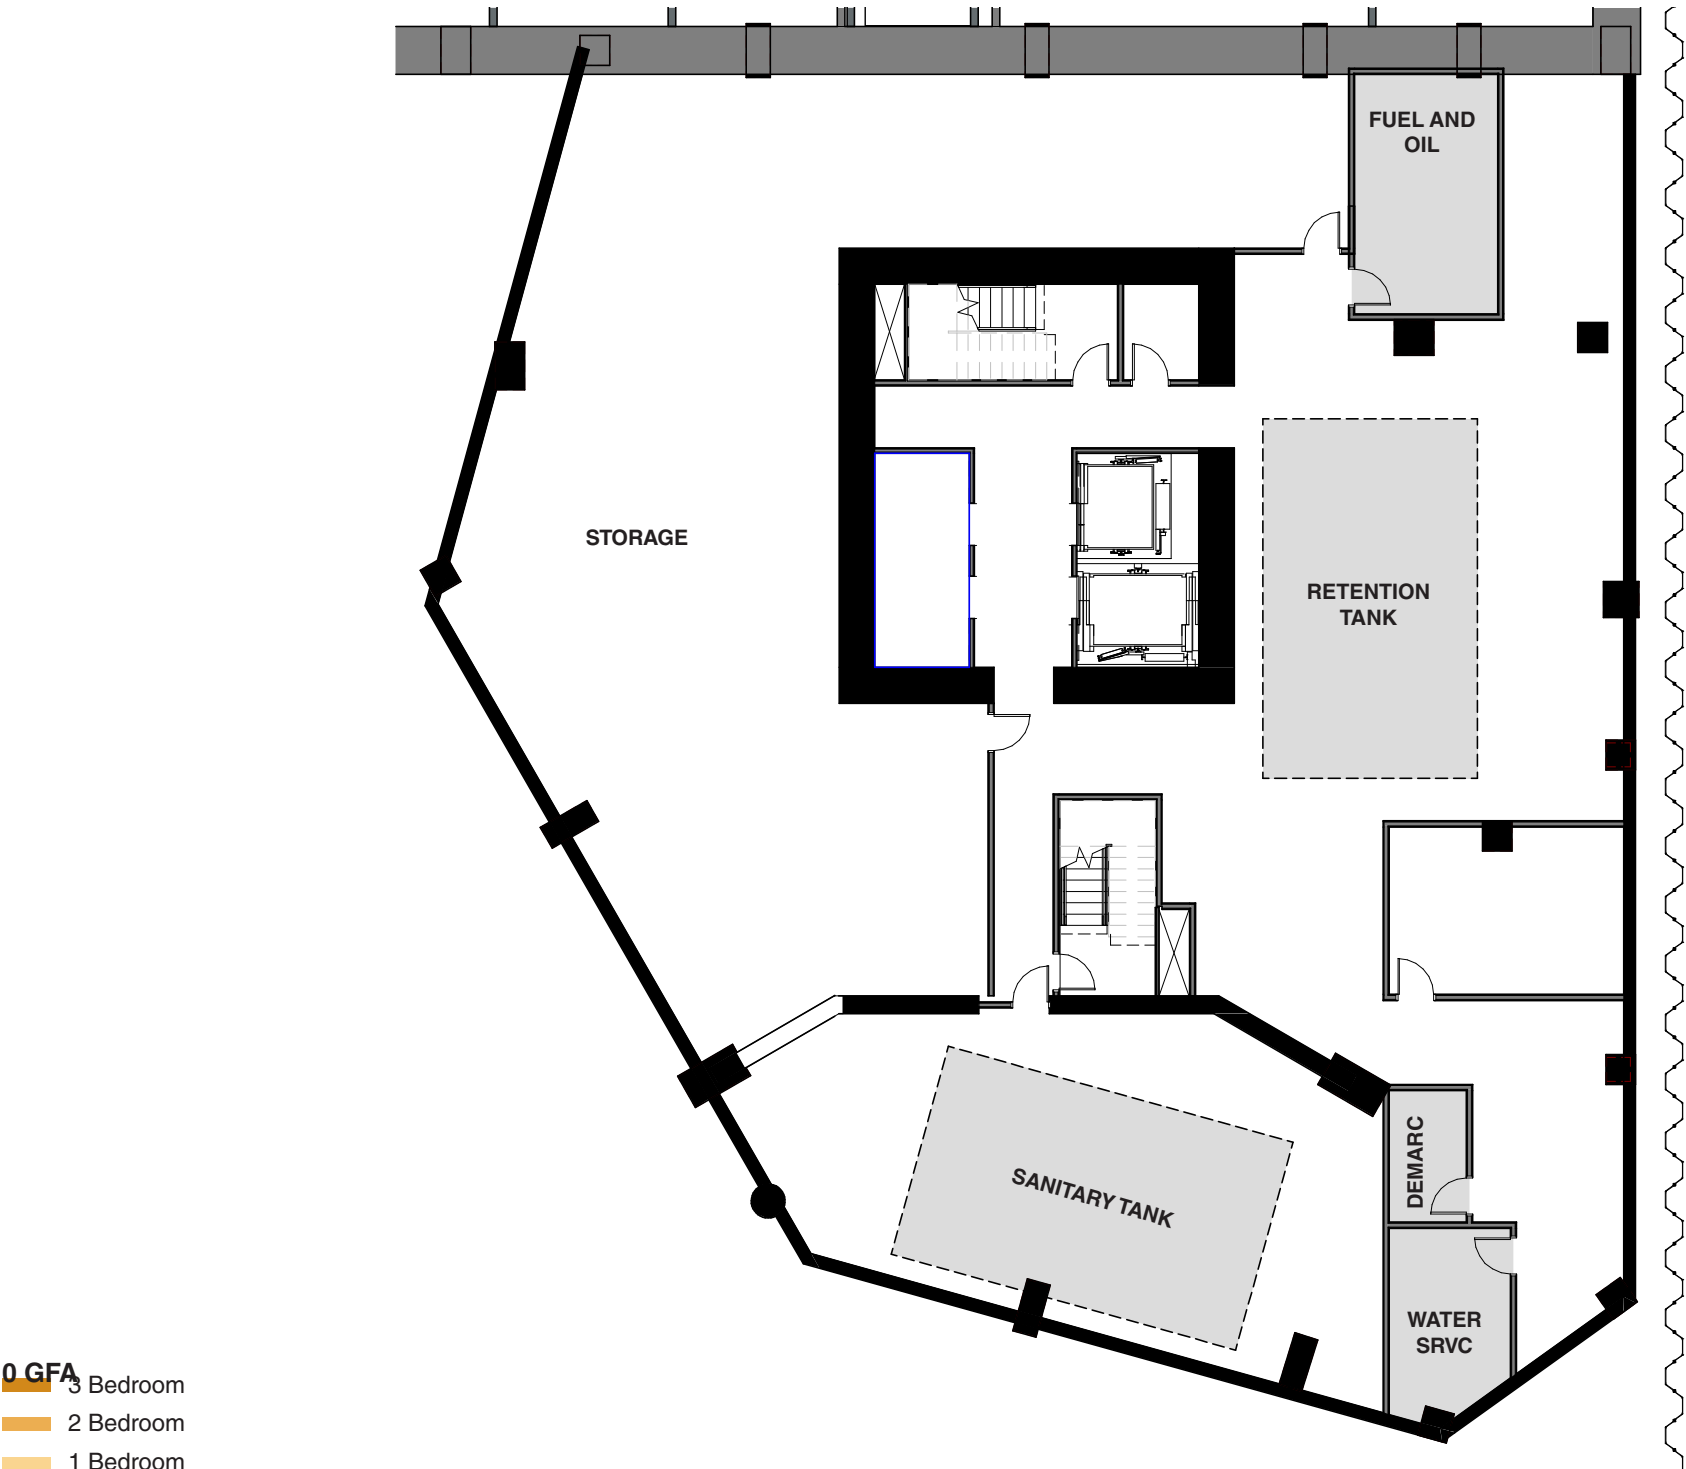 FUEL AND
OIL
STORAGE
RETENTION
TANK
DEMARC
SANITARY TANK
WATER
SRVC
0 GFA
3 Bedroom
2 Bedroom
1 Bedroom